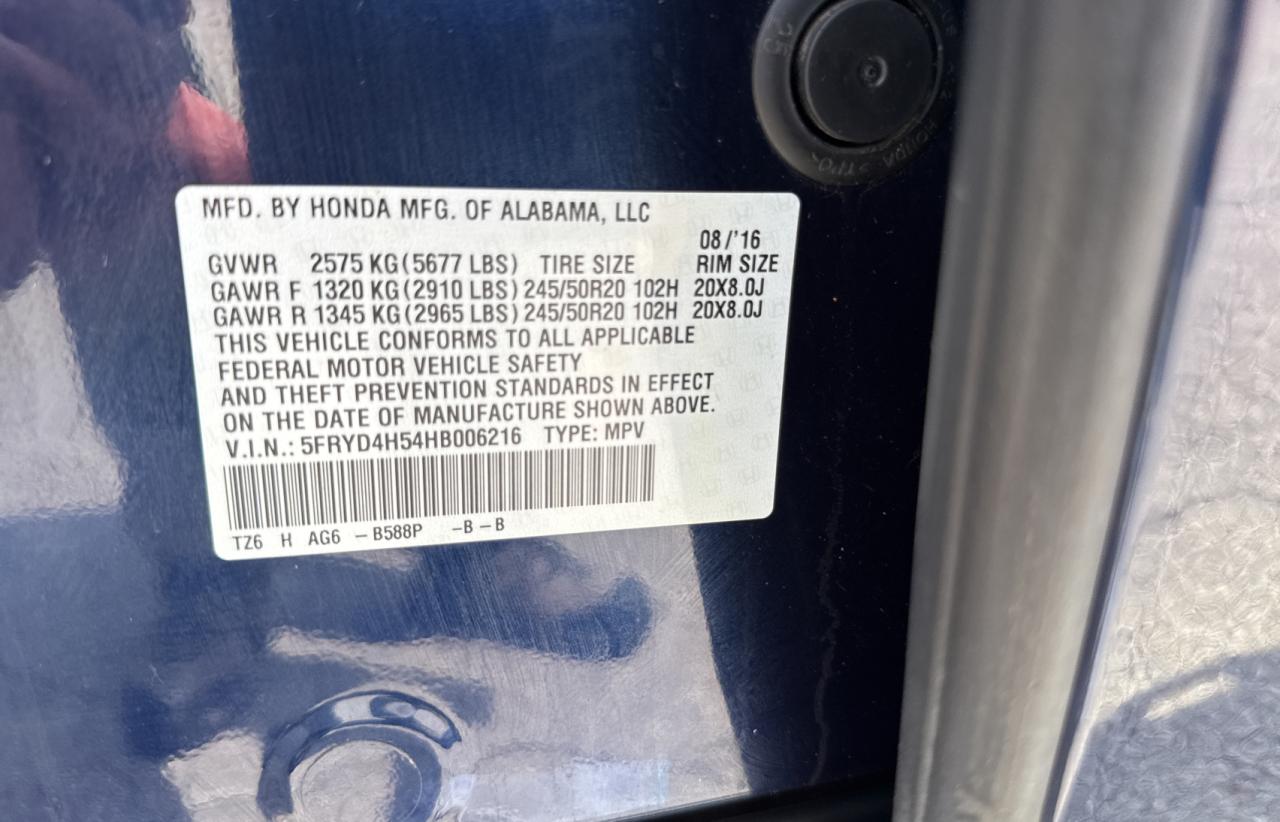 MFD. BY HONDA MFG. OF ALABAMA, LLC
08/'16
GVWR 2575 KG(5677 LBS) TIRE SIZE RIM SIZE
GAWR F 1320 KG(2910 LBS) 245/50R20 102H 20X8.0J
GAWR R 1345 KG(2965 LBS) 245/50R20 102H 20X8.0J
THIS VEHICLE CONFORMS TO ALL APPLICABLE
FEDERAL MOTOR VEHICLE SAFETY
AND THEFT PREVENTION STANDARDS IN EFFECT
ON THE DATE OF MANUFACTURE SHOWN ABOVE.
V.I.N.: 5FRYD4H54HB006216 TYPE: MPV
TZ6 H AG6 -B588P -B-B
25
HONDA